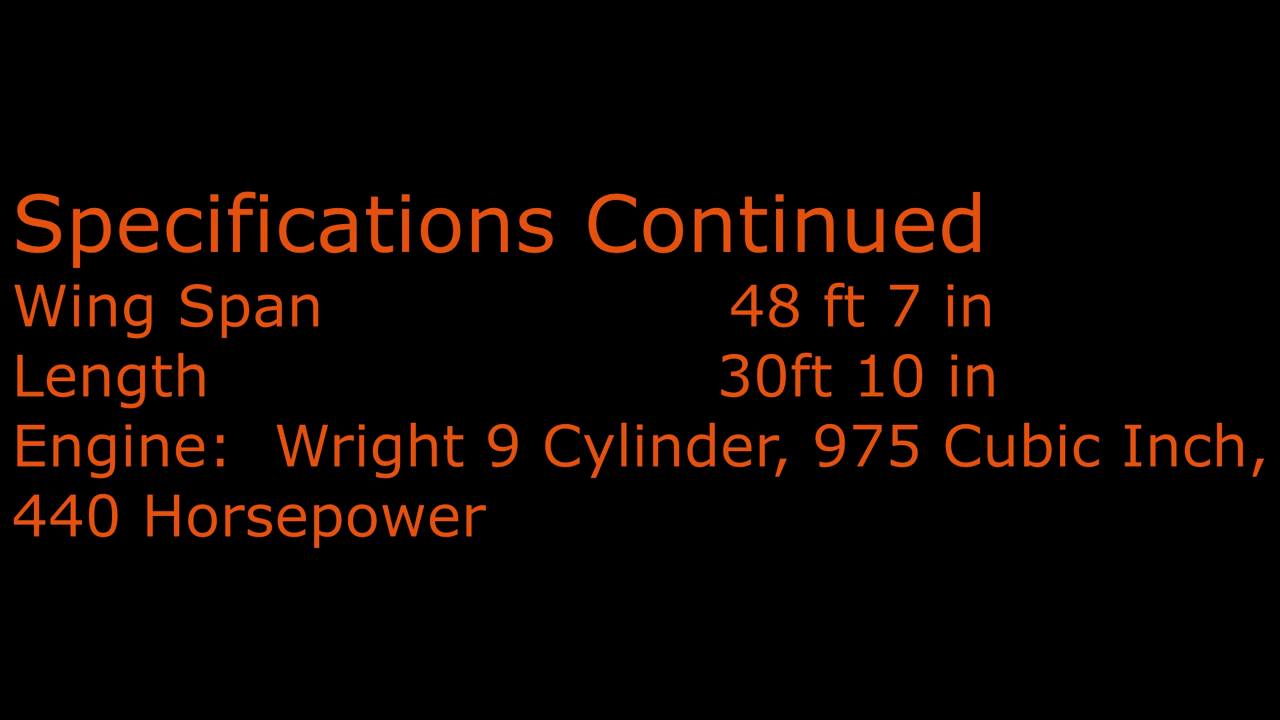 Specifications Continued
Wing Span 48 ft 7 in
Length 30ft 10 in
Engine: Wright 9 Cylinder, 975 Cubic Inch,
440 Horsepower